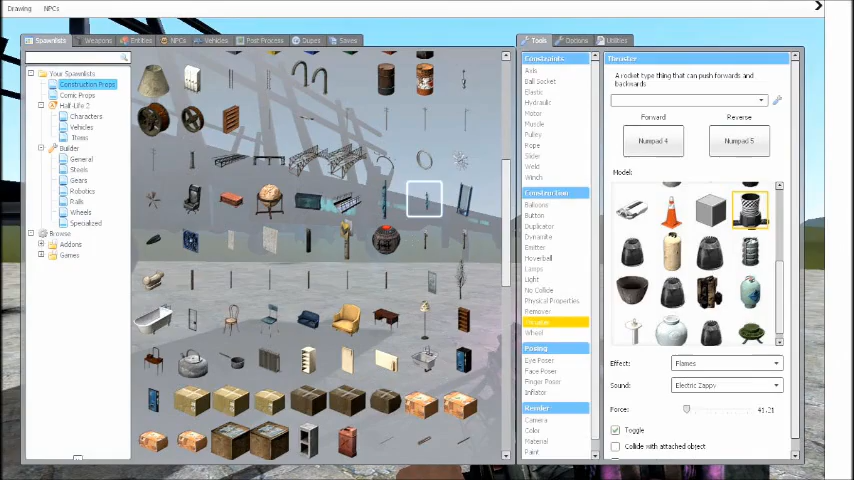 Drawing NPCs
Spawnlists Weapons Entities NPCs Vehicles Post Process Dupes Saves
Your Spawnlists
Construction Props
Comic Props
Half-Life 2
Characters
Vehicles
Items
Builder
General
Steels
Gears
Robotics
Rails
Wheels
Specialized
Browse
Addons
Games
Tools Options Utilities
Constraints
Axis
Ball Socket
Elastic
Hydraulic
Motor
Muscle
Pulley
Rope
Slider
Weld
Winch
Construction
Balloons
Button
Duplicator
Dynamite
Emitter
Hoverball
Lamps
Light
No Collide
Physical Properties
Remover
Thruster
Wheel
Posing
Eye Poser
Face Poser
Finger Poser
Inflator
Render
Camera
Color
Material
Paint
Thruster
A rocket type thing that can push forwards and
backwards
Forward Reverse
Numpad 4 Numpad 5
Model:
Effect: Flames
Sound: Electric Zappy
Force: 41.21
Toggle
Collide with attached object